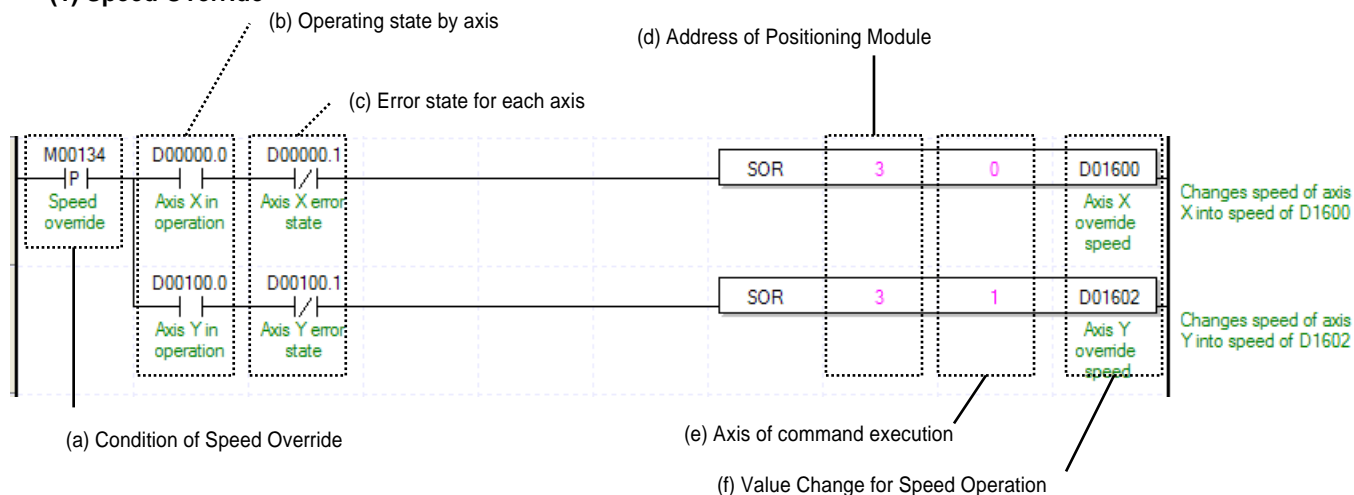 (1) Speed Override
(b) Operating state by axis
(d) Address of Positioning Module
(c) Error state for each axis
M00134
P
Speed
override
D00000.0
Axis X in
operation
D00000.1
Axis X error
state
SOR 3 0 D01600
Axis X
override
speed
Changes speed of axis
X into speed of D1600
D00100.0
Axis Y in
operation
D00100.1
Axis Y error
state
SOR 3 1 D01602
Axis Y
override
speed
Changes speed of axis
Y into speed of D1602
(a) Condition of Speed Override
(e) Axis of command execution
(f) Value Change for Speed Operation